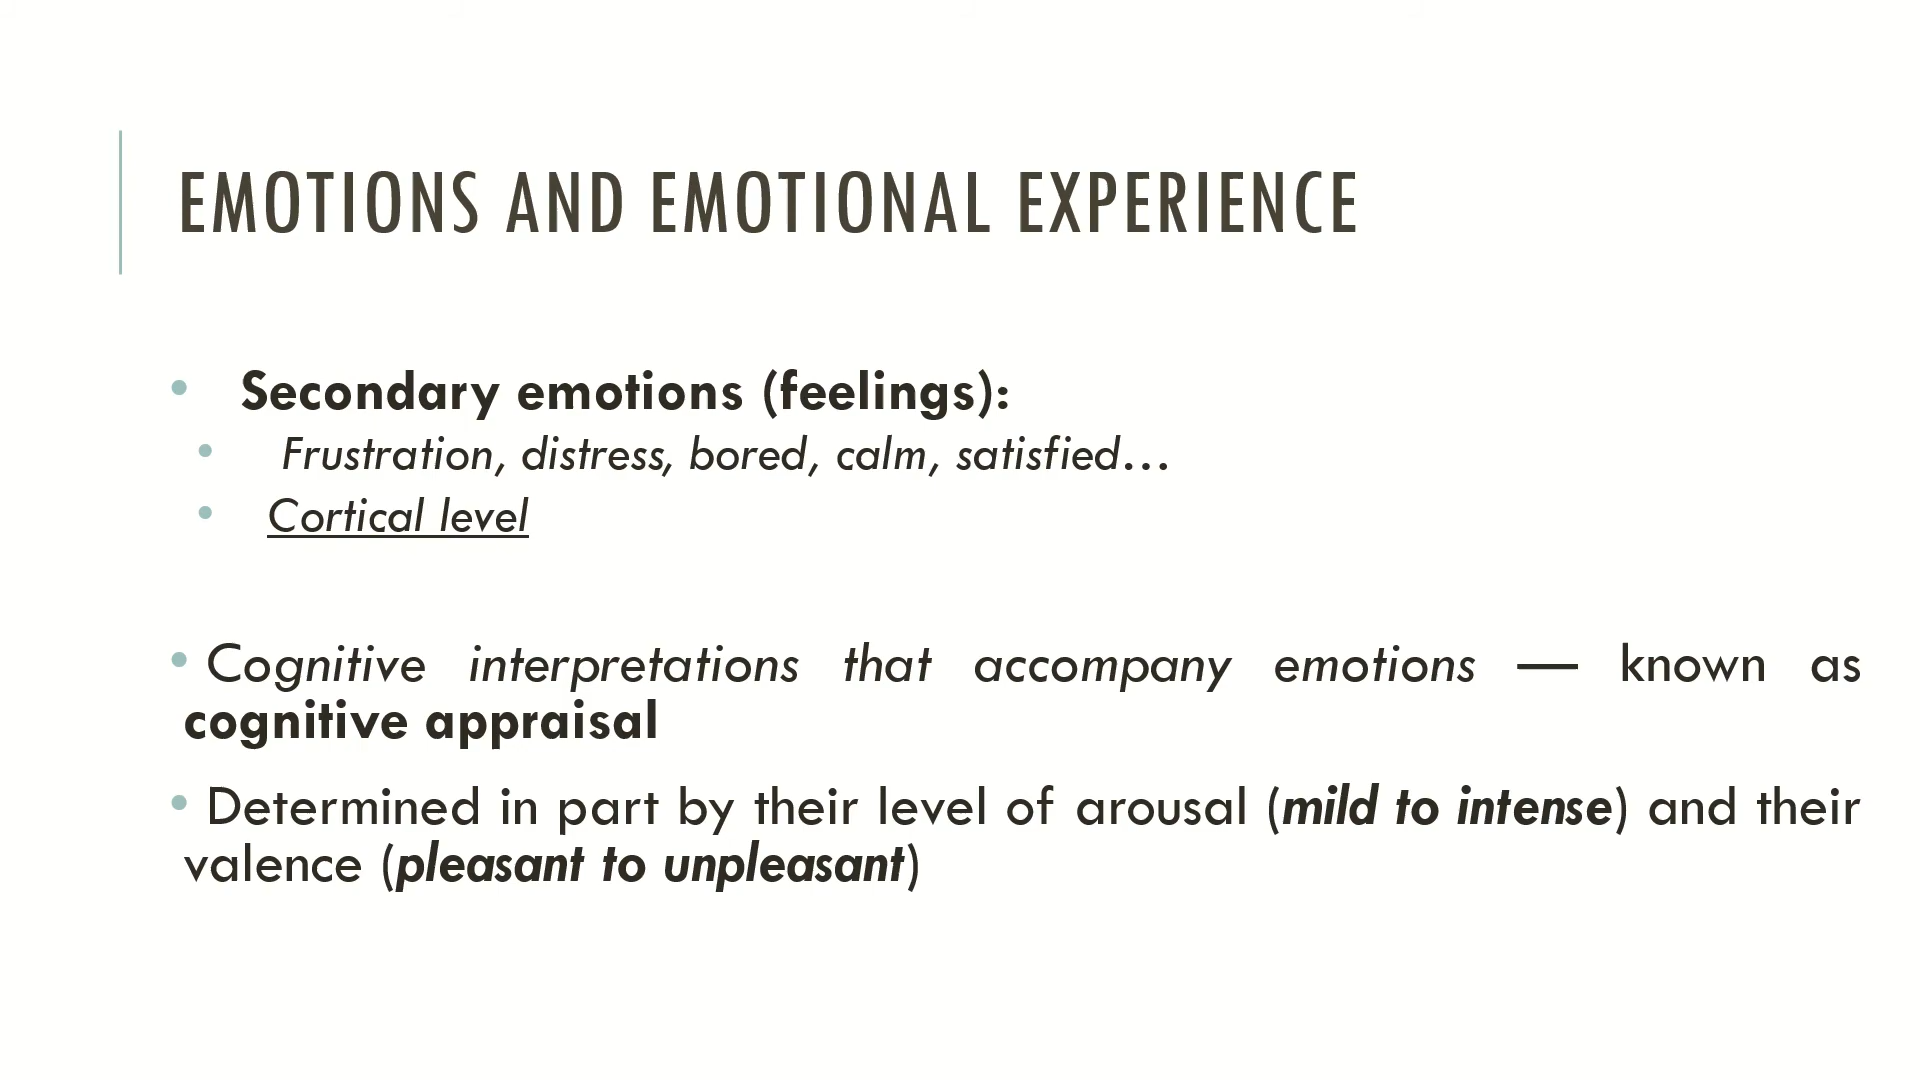 EMOTIONS AND EMOTIONAL EXPERIENCE
• Secondary emotions (feelings):
• Frustration, distress, bored, calm, satisfied…
• Cortical level
• Cognitive interpretations that accompany emotions — known as
cognitive appraisal
• Determined in part by their level of arousal (mild to intense) and their
valence (pleasant to unpleasant)